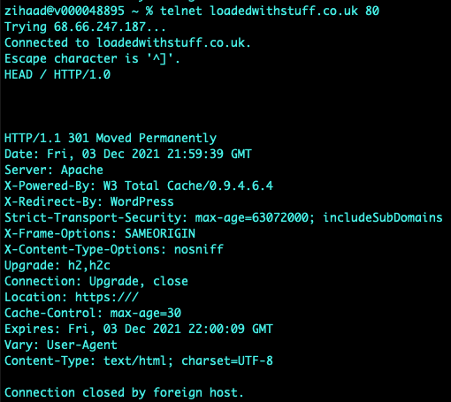 zihaad@v000048895 ~ % telnet loadedwithstuff.co.uk 80
Trying 68.66.247.187...
Connected to loadedwithstuff.co.uk.
Escape character is '^]'.
HEAD / HTTP/1.0
HTTP/1.1 301 Moved Permanently
Date: Fri, 03 Dec 2021 21:59:39 GMT
Server: Apache
X-Powered-By: W3 Total Cache/0.9.4.6.4
X-Redirect-By: WordPress
Strict-Transport-Security: max-age=63072000; includeSubDomains
X-Frame-Options: SAMEORIGIN
X-Content-Type-Options: nosniff
Upgrade: h2,h2c
Connection: Upgrade, close
Location: https:///
Cache-Control: max-age=30
Expires: Fri, 03 Dec 2021 22:00:09 GMT
Vary: User-Agent
Content-Type: text/html; charset=UTF-8
Connection closed by foreign host.